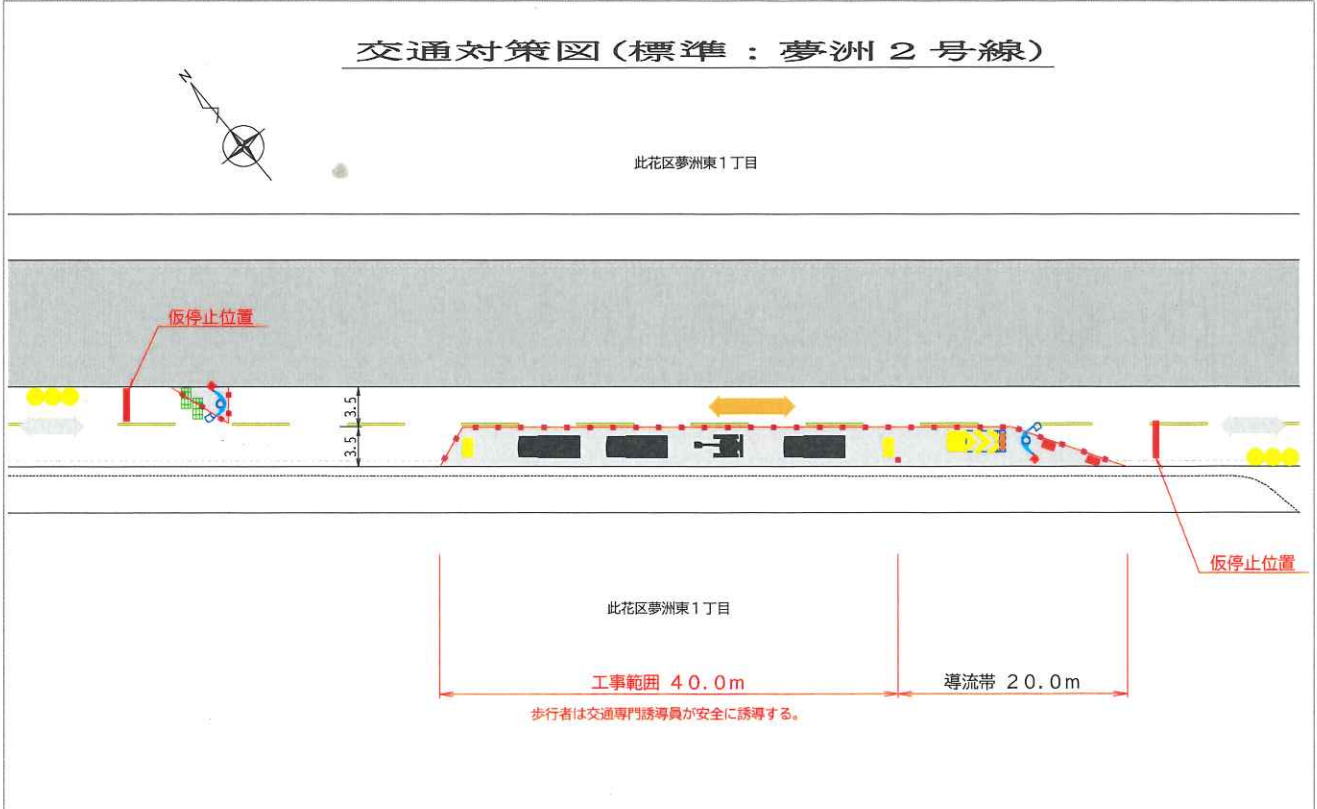 交通対策図(標準:夢洲2号線)
N
此花区夢洲東1丁目
仮停止位置
3.5
3.5
仮停止位置
此花区夢洲東1丁目
工事範囲 40.0m
導流帯 20.0m
歩行者は交通専門誘導員が安全に誘導する。